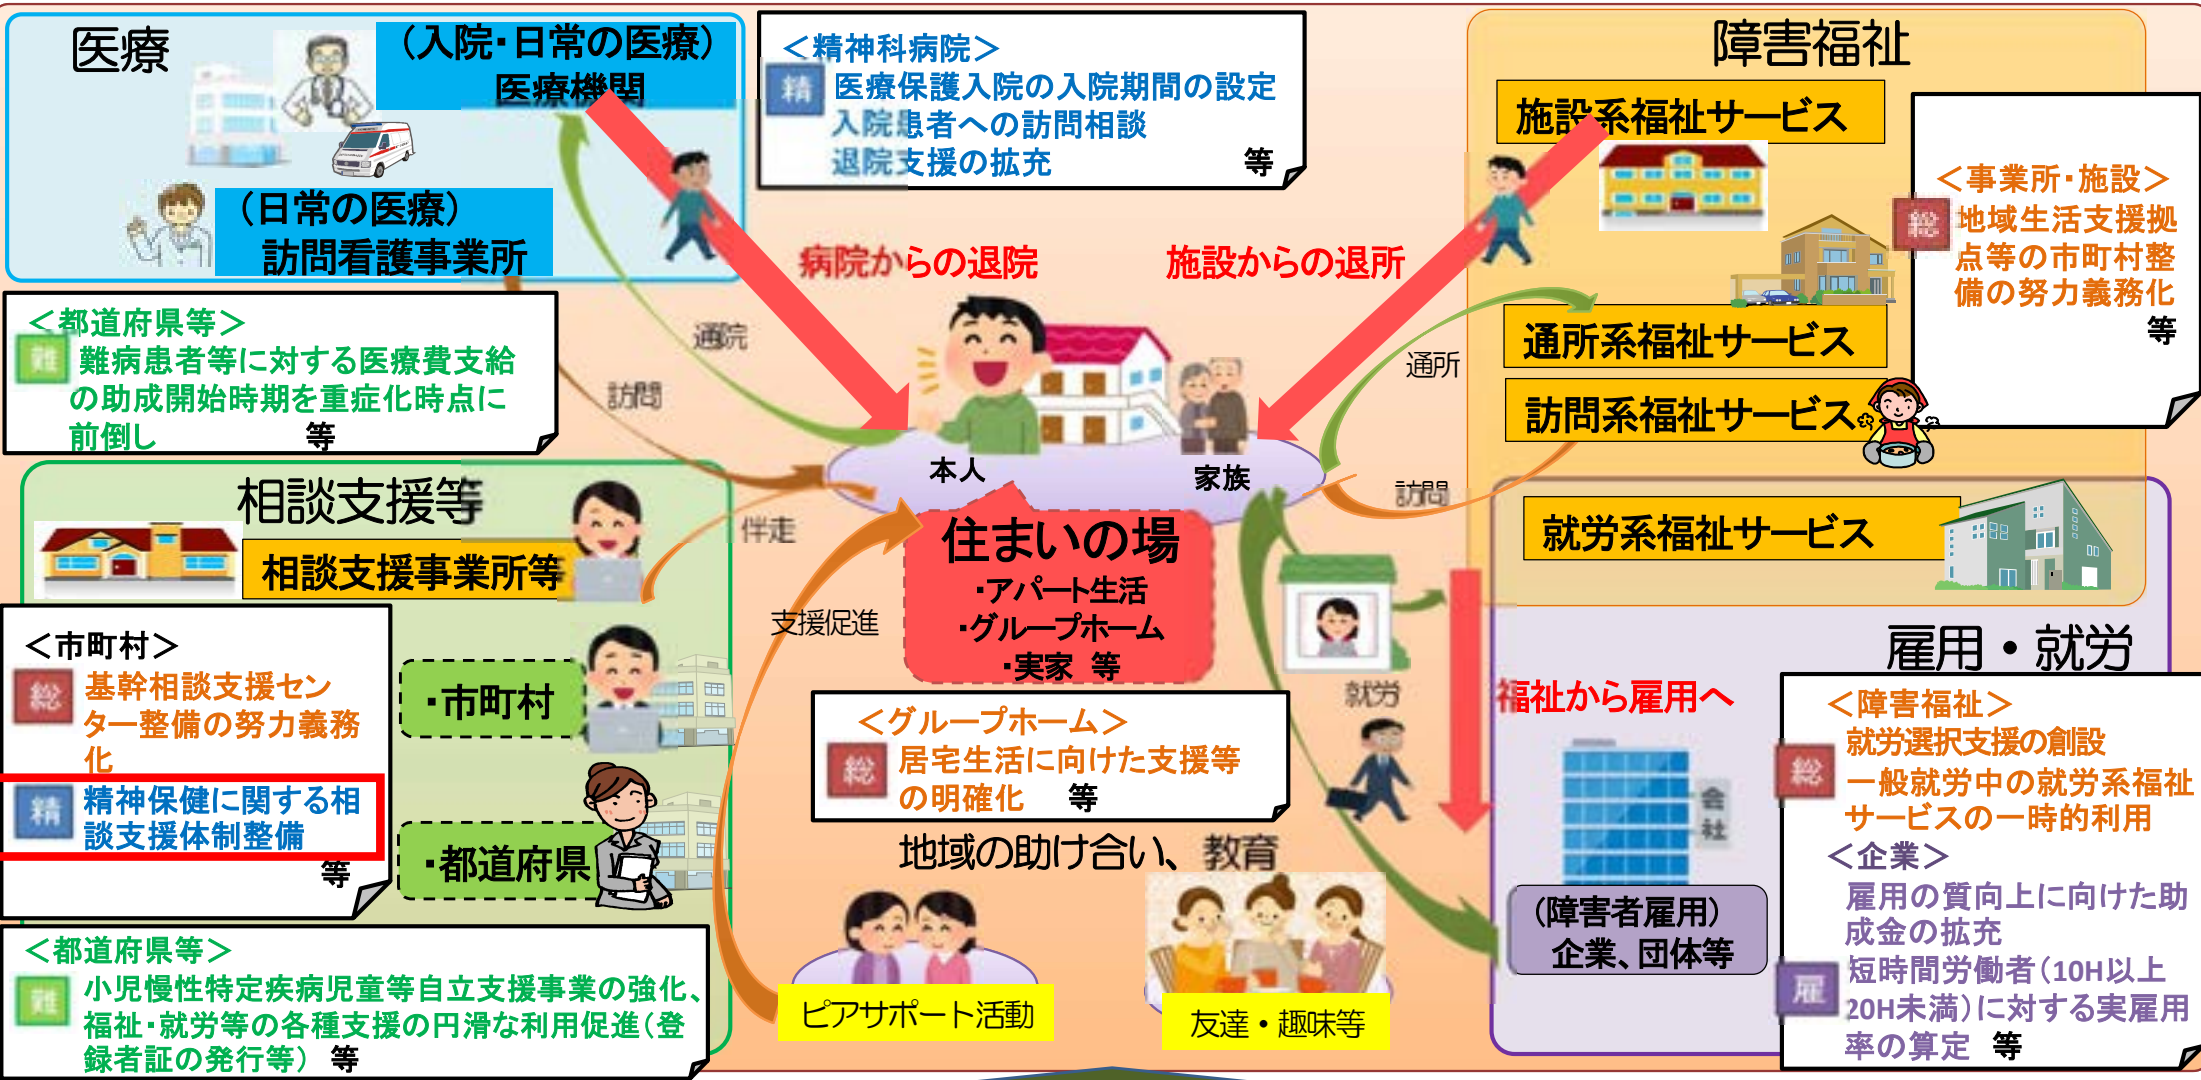 医療
（入院・日常の医療）
医療機関
（日常の医療）
訪問看護事業所
＜精神科病院＞
精
医療保護入院の入院期間の設定
入院患者への訪問相談
退院支援の拡充 等
障害福祉
施設系福祉サービス
通所系福祉サービス
訪問系福祉サービス
就労系福祉サービス
＜事業所・施設＞
総
地域生活支援拠
点等の市町村整
備の努力義務化
等
病院からの退院
施設からの退所
通院
訪問
通所
訪問
＜都道府県等＞
難
難病患者等に対する医療費支給
の助成開始時期を重症化時点に
前倒し 等
本人
家族
住まいの場
・アパート生活
・グループホーム
・実家 等
相談支援等
相談支援事業所等
伴走
支援促進
＜市町村＞
総
基幹相談支援セン
ター整備の努力義務
化
精
精神保健に関する相
談支援体制整備
等
・市町村
・都道府県
＜都道府県等＞
難
小児慢性特定疾病児童等自立支援事業の強化、
福祉・就労等の各種支援の円滑な利用促進（登
録者証の発行等） 等
＜グループホーム＞
総
居宅生活に向けた支援等
の明確化 等
地域の助け合い、教育
ピアサポート活動
友達・趣味等
就労
福祉から雇用へ
雇用・就労
会社
（障害者雇用）
企業、団体等
＜障害福祉＞
就労選択支援の創設
総
一般就労中の就労系福祉
サービスの一時的利用
＜企業＞
雇用の質向上に向けた助
成金の拡充
雇
短時間労働者（10H以上
20H未満）に対する実雇用
率の算定 等